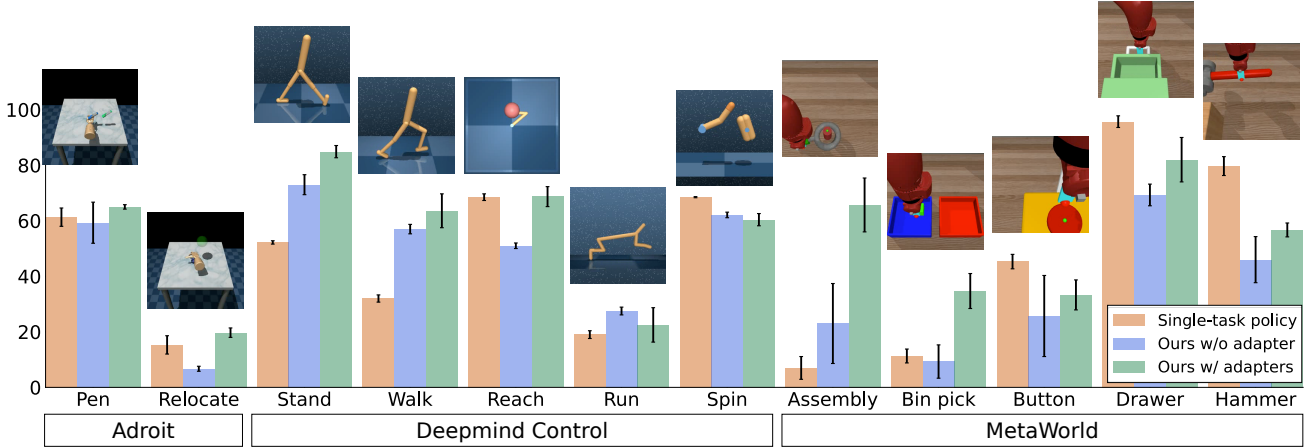 100
80
60
40
20
0
Single-task policy
Ours w/o adapter
Ours w/ adapters
Pen Relocate Stand Walk Reach Run Spin Assembly Bin pick Button Drawer Hammer
Adroit Deepmind Control MetaWorld